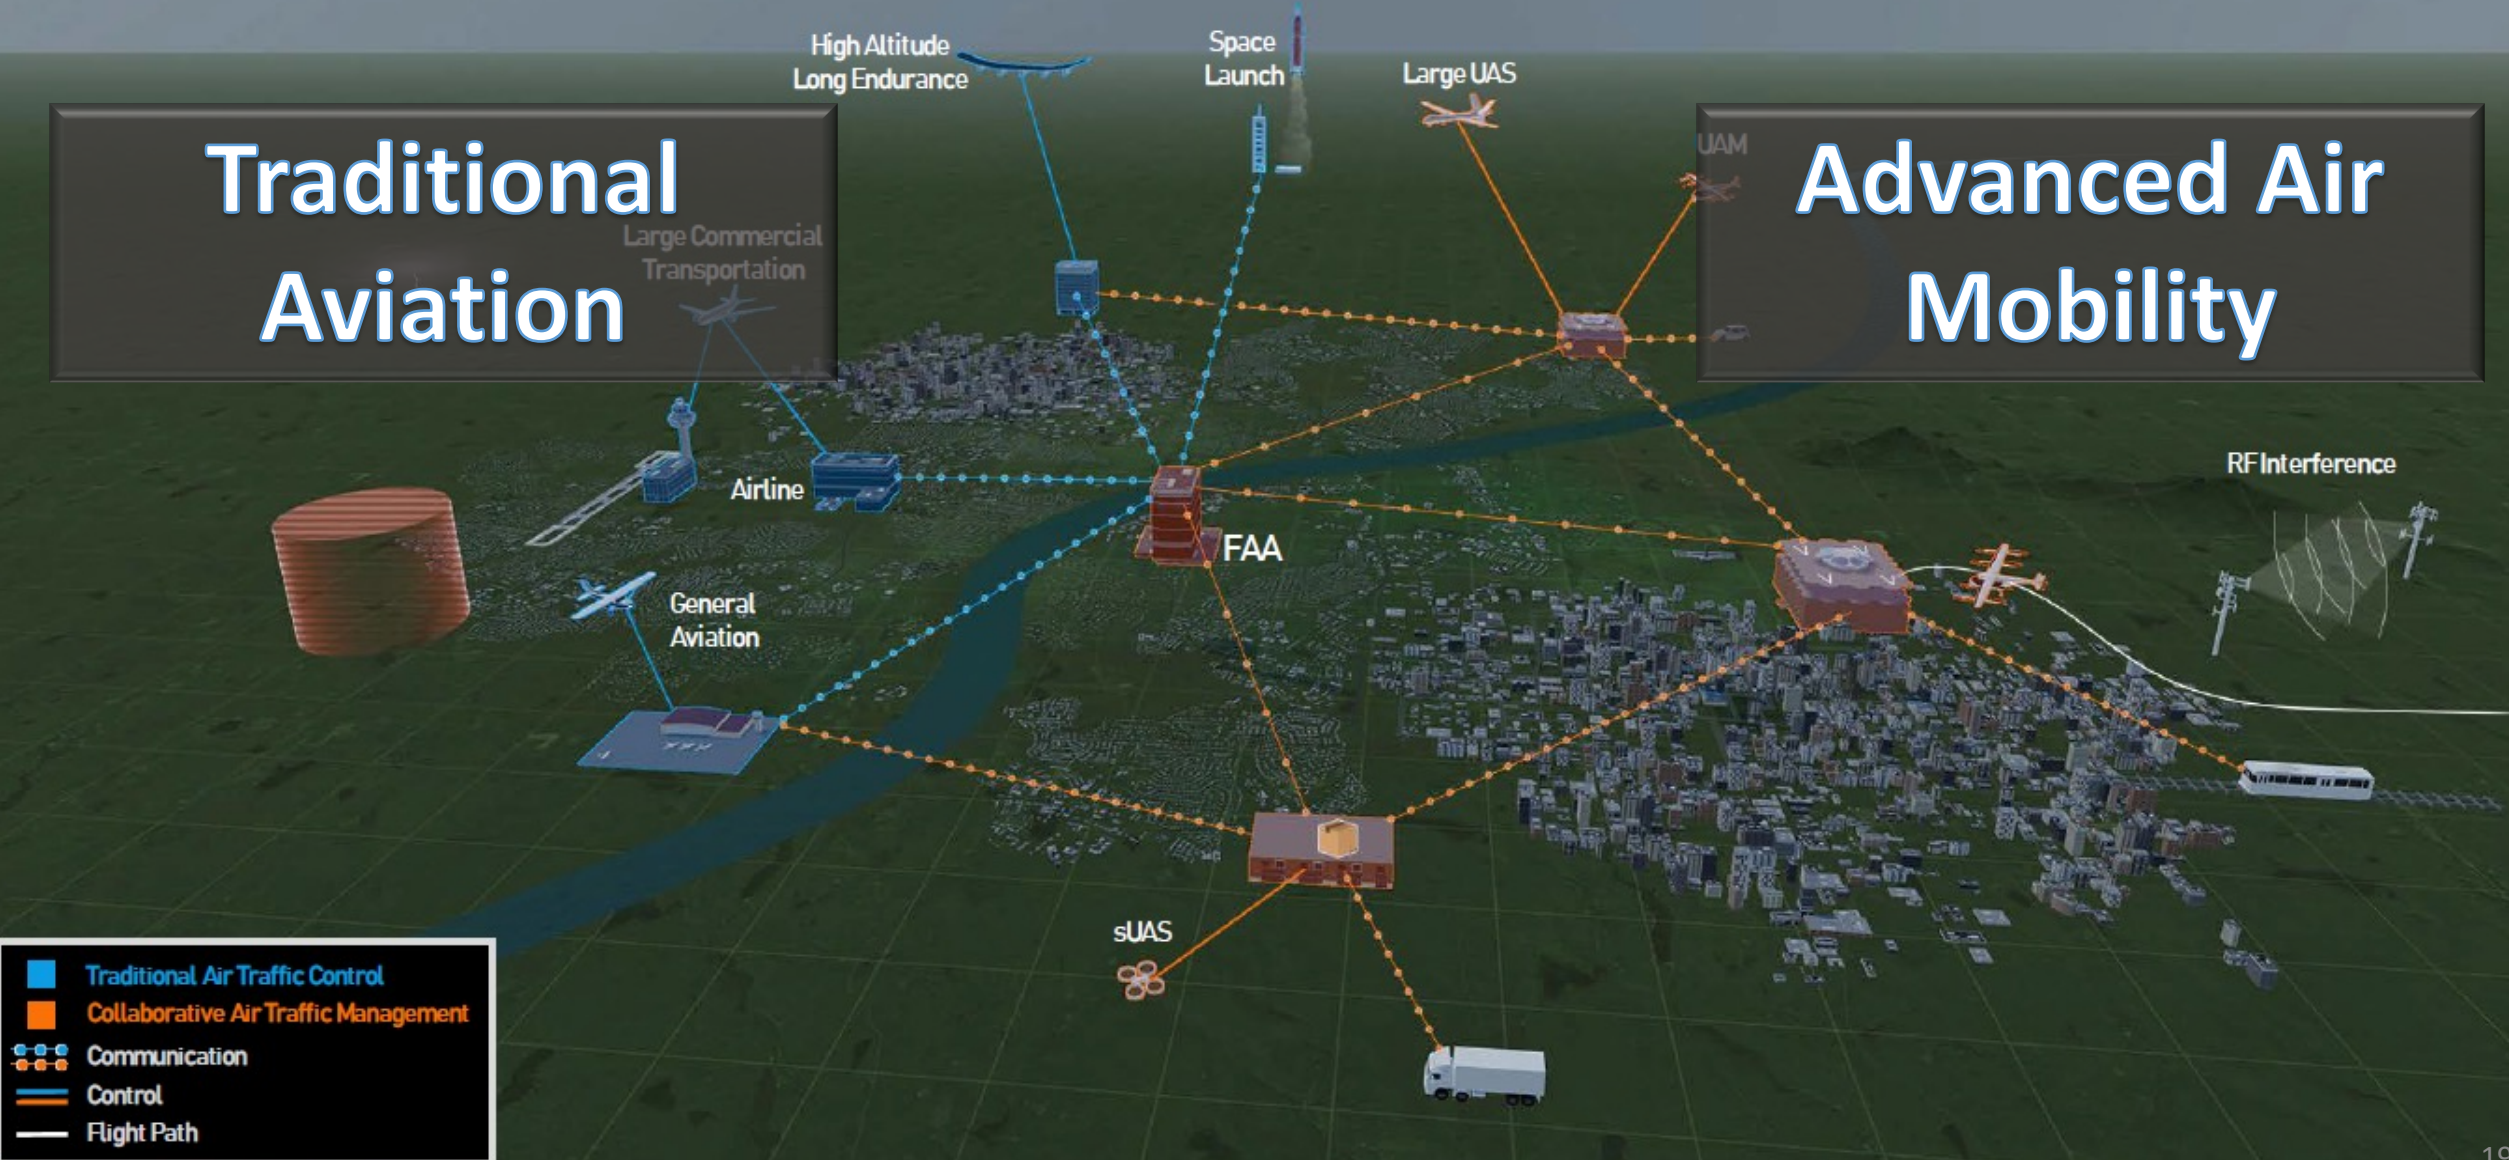 High Altitude
Long Endurance
Space
Launch
Large UAS
UAM
Traditional
Aviation
Advanced Air
Mobility
Large Commercial
Transportation
RF Interference
Airline
FAA
General
Aviation
sUAS
Traditional Air Traffic Control
Collaborative Air Traffic Management
Communication
Control
Flight Path